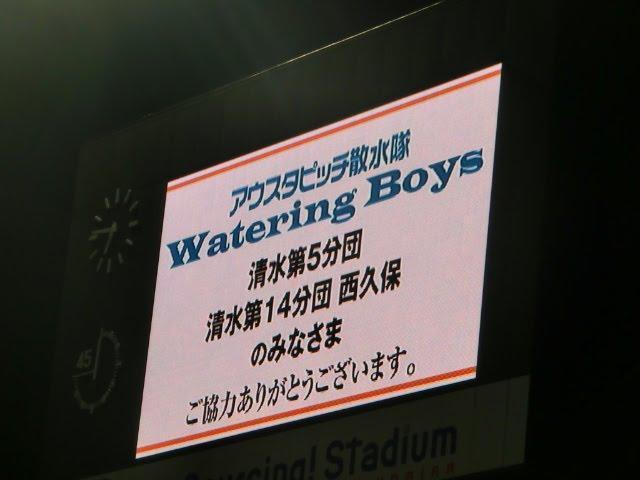 アウスタピッチ散水隊
Watering Boys
清水第5分団
清水第14分団 西久保
のみなさま
ご協力ありがとうございます。
45
Sourcing! Stadium